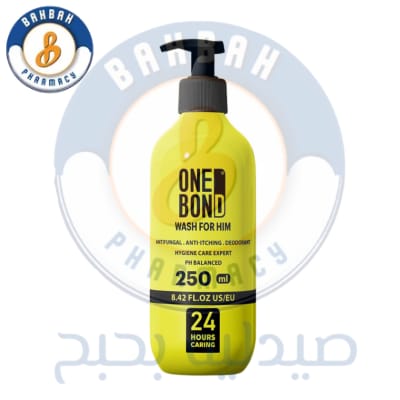 BAHBAH
PHARMACY
BAHBAH
PHARMACY
ONE
BOND
WASH FOR HIM
ANTIFUNGAL . ANTI-ITCHING . DEODORANT
HYGIENE CARE EXPERT
PH BALANCED
250 ml
8.42 FL.OZ US/EU
24
HOURS
CARING
صيدلية بحبح